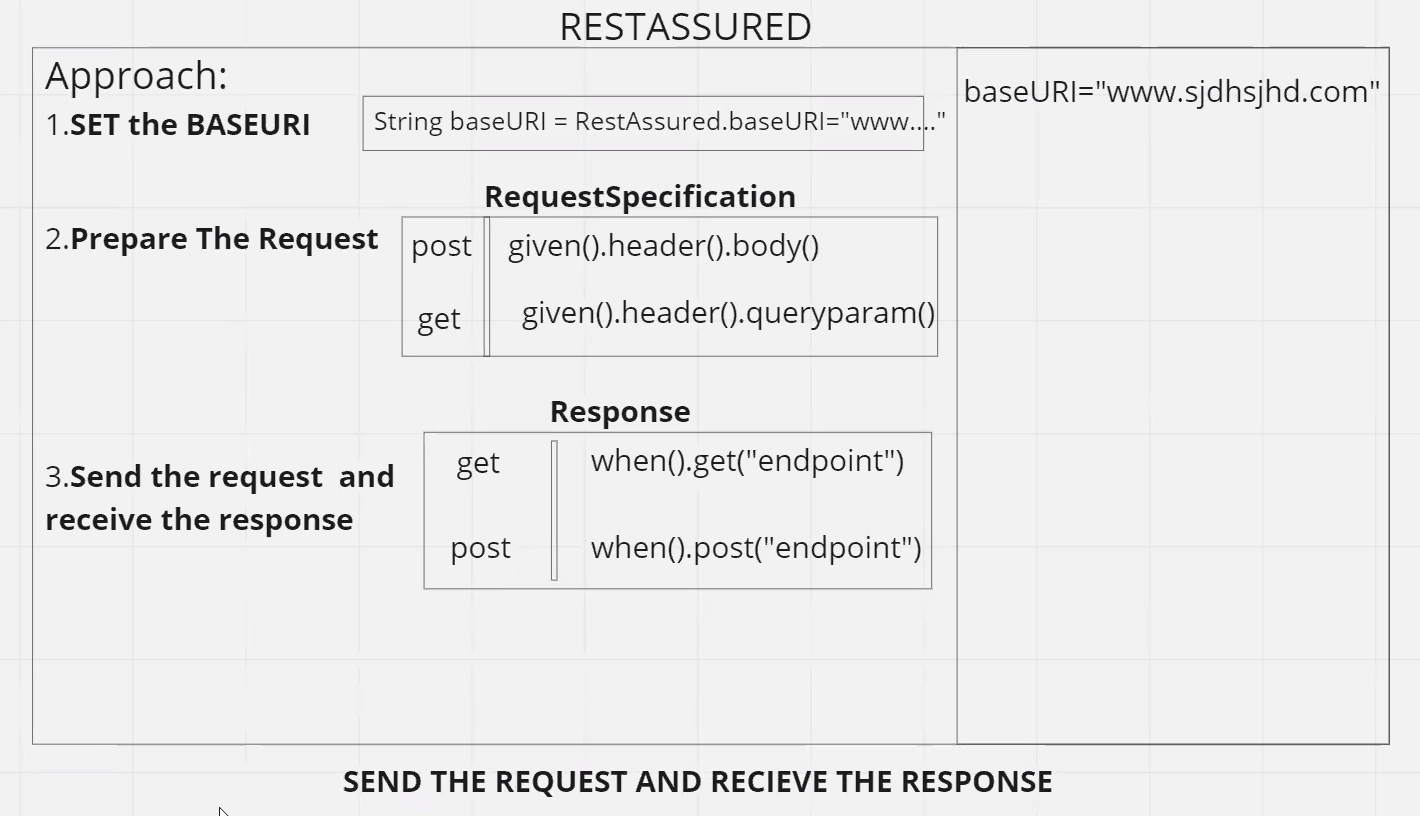 RESTASSURED
Approach:
1.SET the BASEURI
String baseURI = RestAssured.baseURI="www...."
baseURI="www.sjdhsjhd.com"
RequestSpecification
2.Prepare The Request
post given().header().body()
get given().header().queryparam()
Response
3.Send the request  and
receive the response
get when().get("endpoint")
post when().post("endpoint")
SEND THE REQUEST AND RECIEVE THE RESPONSE